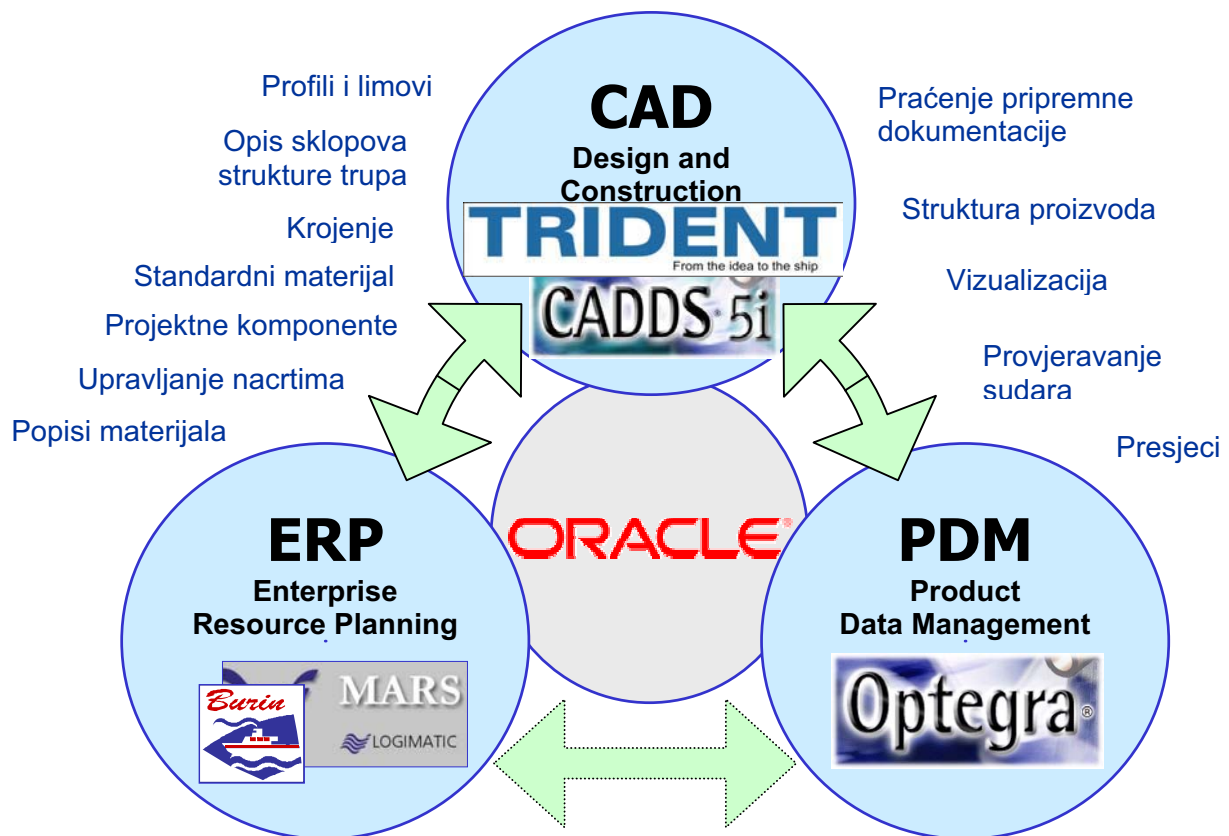 Profili i limovi
Opis sklopova
strukture trupa
Krojenje
Standardni materijal
Projektne komponente
Upravljanje nacrtima
Popisi materijala
CAD
Design and
Construction
TRIDENT
From the idea to the ship
CADDS 5i
Praćenje pripremne
dokumentacije
Struktura proizvoda
Vizualizacija
Provjeravanje
sudara
Presjeci
ORACLE®
ERP
Enterprise
Resource Planning
Burin
MARS
LOGIMATIC
PDM
Product
Data Management
Optegra®